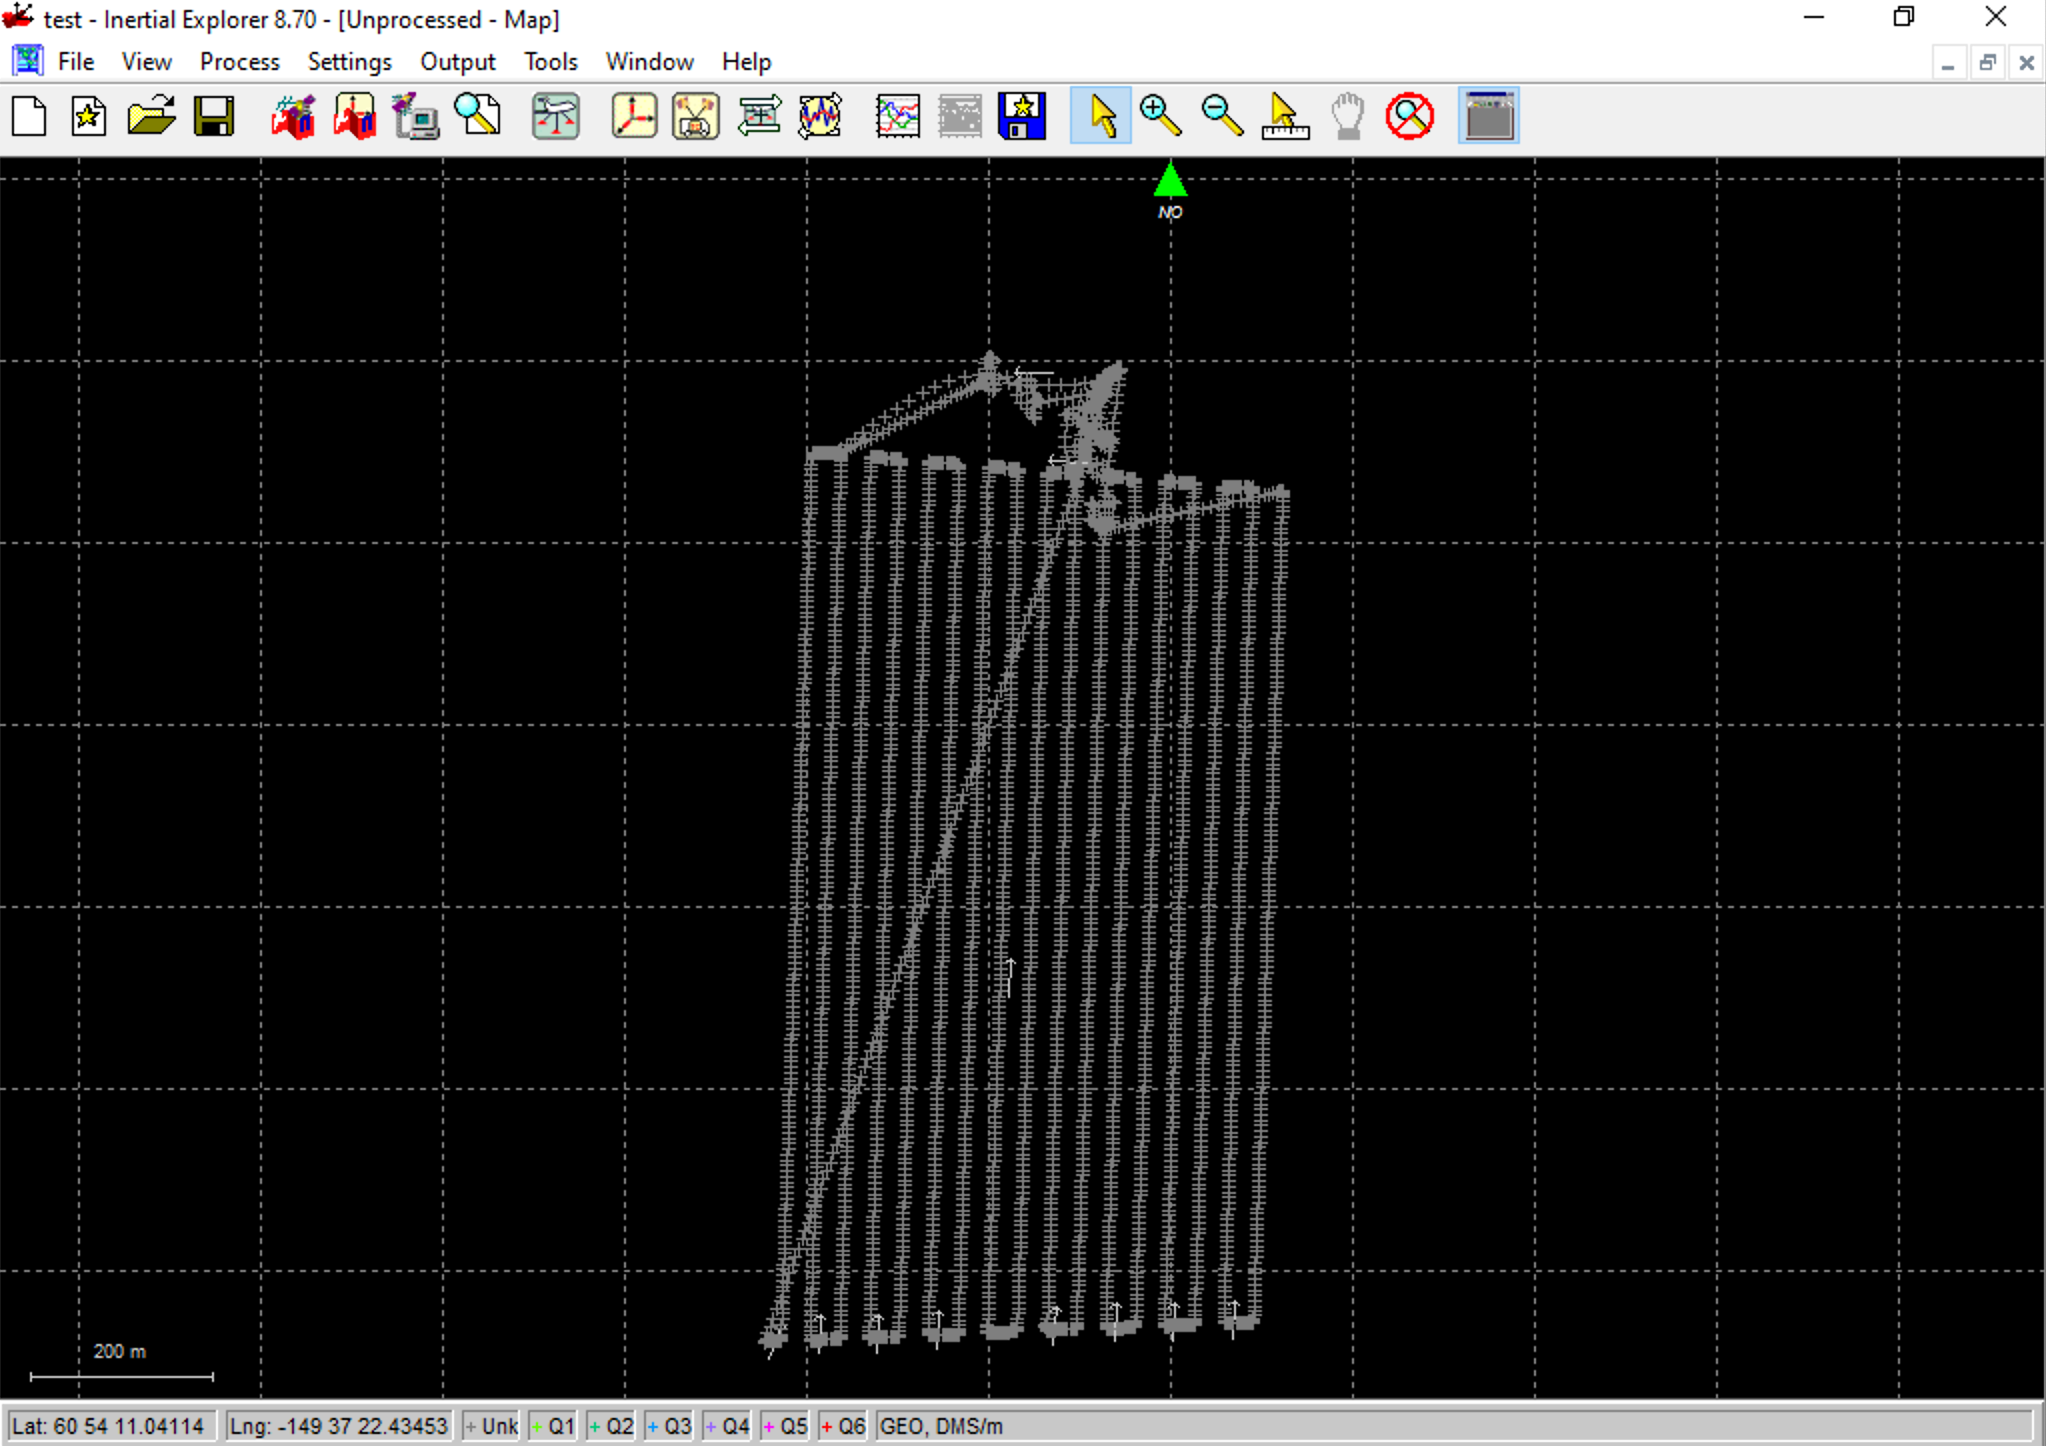 test - Inertial Explorer 8.70 - [Unprocessed - Map]
File View Process Settings Output Tools Window Help
NO
200 m
Lat: 60 54 11.04114 Lng: -149 37 22.43453 + Unk + Q1 + Q2 + Q3 + Q4 + Q5 + Q6 GEO, DMS/m